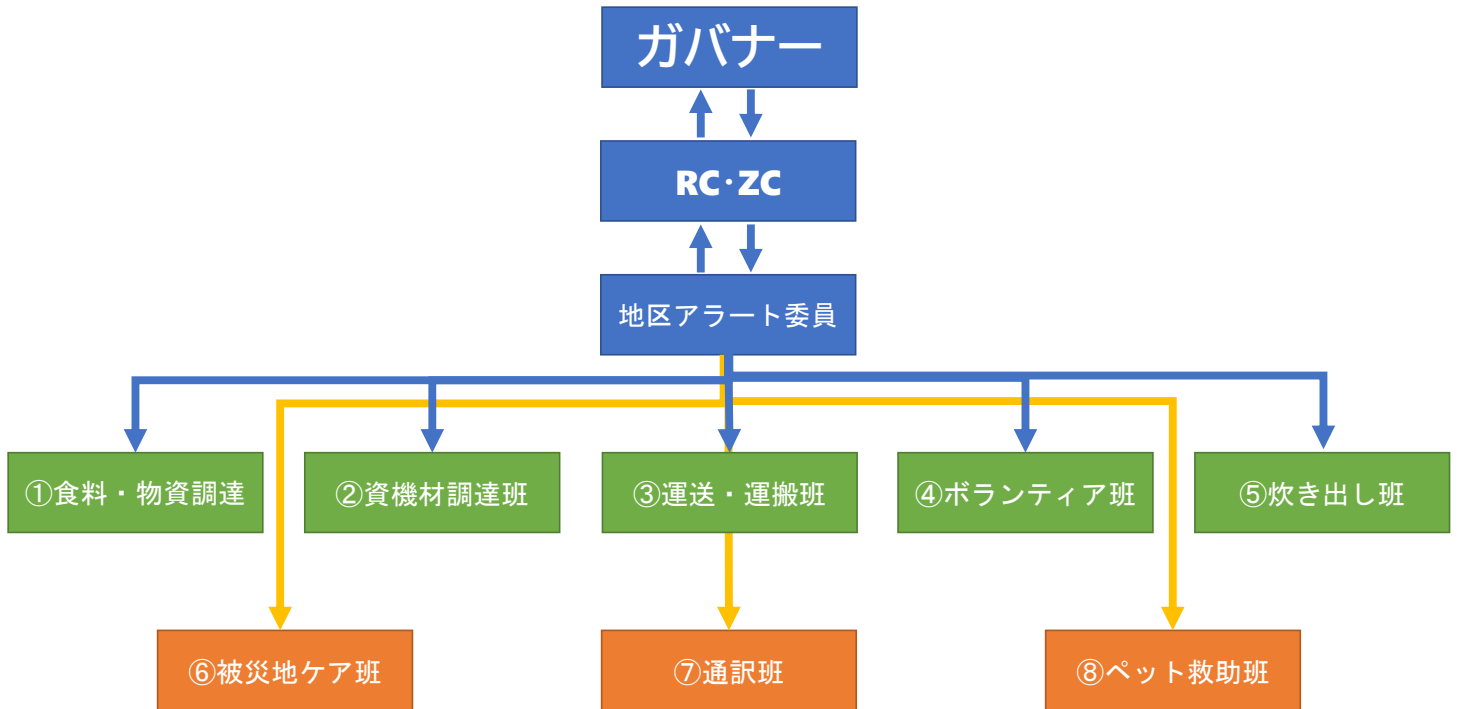 ガバナー
RC・ZC
地区アラート委員
①食料・物資調達
②資機材調達班
③運送・運搬班
④ボランティア班
⑤炊き出し班
⑥被災地ケア班
⑦通訳班
⑧ペット救助班